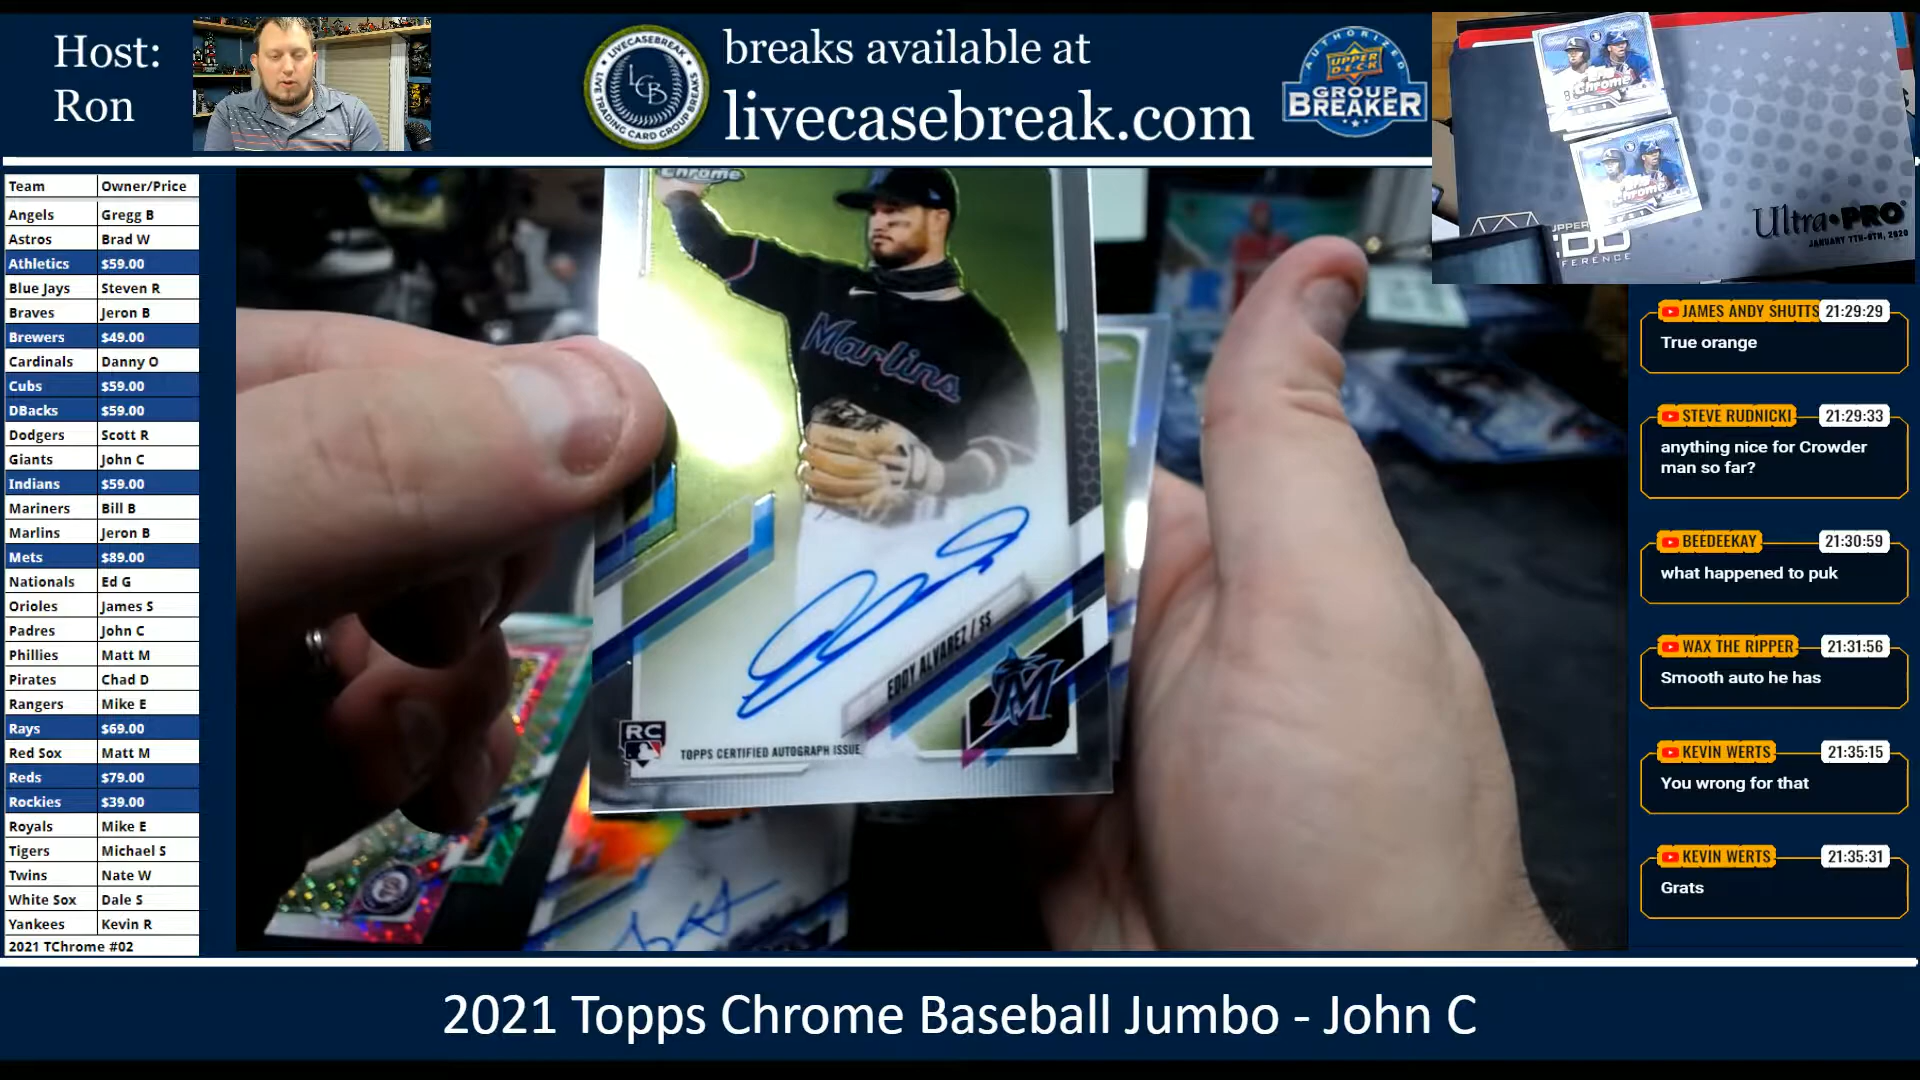 Host:
Ron
LIVECASEBREAK
LCB
LIVE TRADING CARD GROUP BREAKS
breaks available at
livecasebreak.com
AUTHORIZED
UPPER DECK
GROUP
BREAKER
Chrome
Chrome
Ultra•PRO
JANUARY 7TH-8TH, 2020
Team Owner/Price
Angels Gregg B
Astros Brad W
Athletics $59.00
Blue Jays Steven R
Braves Jeron B
Brewers $49.00
Cardinals Danny O
Cubs $59.00
DBacks $59.00
Dodgers Scott R
Giants John C
Indians $59.00
Mariners Bill B
Marlins Jeron B
Mets $89.00
Nationals Ed G
Orioles James S
Padres John C
Phillies Matt M
Pirates Chad D
Rangers Mike E
Rays $69.00
Red Sox Matt M
Reds $79.00
Rockies $39.00
Royals Mike E
Tigers Michael S
Twins Nate W
White Sox Dale S
Yankees Kevin R
2021 TChrome #02
Chrome
Marlins
EDDY ALVAREZ / SS
M
RC
TOPPS CERTIFIED AUTOGRAPH ISSUE
JAMES ANDY SHUTTS 21:29:29
True orange
STEVE RUDNICKI 21:29:33
anything nice for Crowder
man so far?
BEEDEEKAY 21:30:59
what happened to puk
WAX THE RIPPER 21:31:56
Smooth auto he has
KEVIN WERTS 21:35:15
You wrong for that
KEVIN WERTS 21:35:31
Grats
2021 Topps Chrome Baseball Jumbo - John C